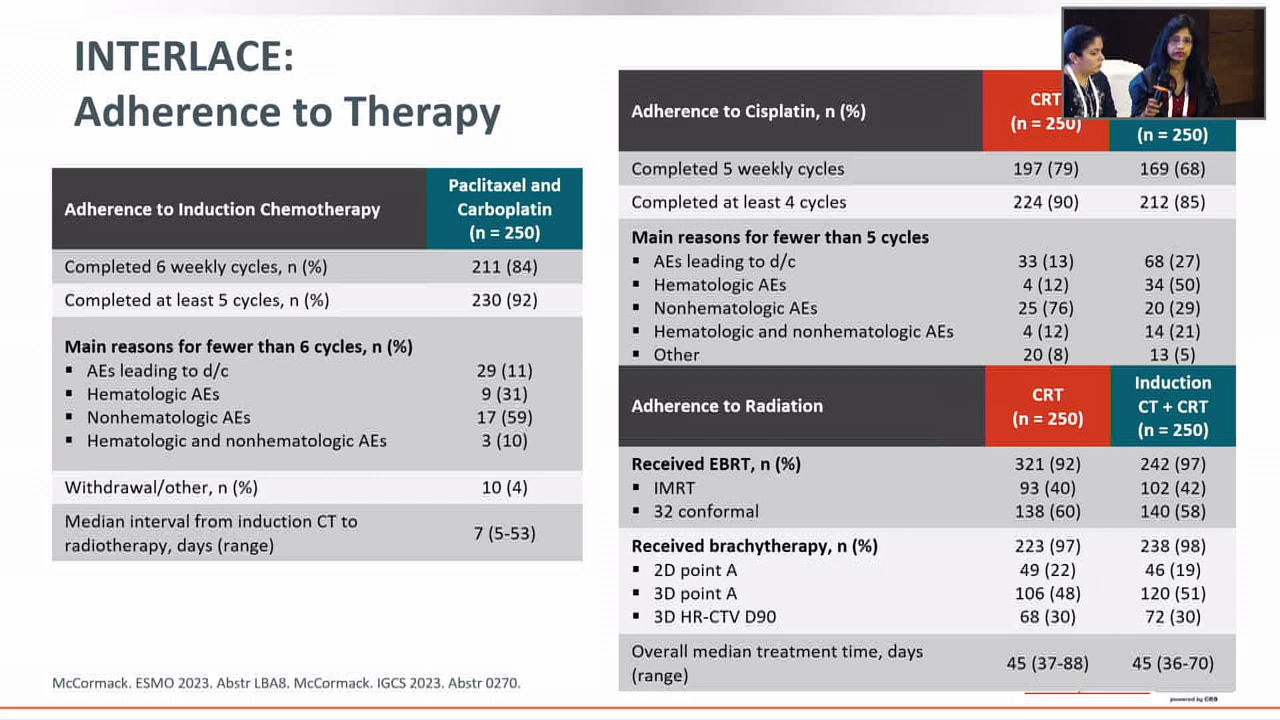 INTERLACE:
Adherence to Therapy
Adherence to Induction Chemotherapy
Paclitaxel and
Carboplatin
(n = 250)
Completed 6 weekly cycles, n (%) 211 (84)
Completed at least 5 cycles, n (%) 230 (92)
Main reasons for fewer than 6 cycles, n (%)
▪ AEs leading to d/c 29 (11)
▪ Hematologic AEs 9 (31)
▪ Nonhematologic AEs 17 (59)
▪ Hematologic and nonhematologic AEs 3 (10)
Withdrawal/other, n (%) 10 (4)
Median interval from induction CT to
radiotherapy, days (range) 7 (5-53)
Adherence to Cisplatin, n (%)
CRT
(n = 250)
(n = 250)
Completed 5 weekly cycles 197 (79) 169 (68)
Completed at least 4 cycles 224 (90) 212 (85)
Main reasons for fewer than 5 cycles
▪ AEs leading to d/c 33 (13) 68 (27)
▪ Hematologic AEs 4 (12) 34 (50)
▪ Nonhematologic AEs 25 (76) 20 (29)
▪ Hematologic and nonhematologic AEs 4 (12) 14 (21)
▪ Other 20 (8) 13 (5)
Adherence to Radiation
CRT
(n = 250)
Induction
CT + CRT
(n = 250)
Received EBRT, n (%) 321 (92) 242 (97)
▪ IMRT 93 (40) 102 (42)
▪ 32 conformal 138 (60) 140 (58)
Received brachytherapy, n (%) 223 (97) 238 (98)
▪ 2D point A 49 (22) 46 (19)
▪ 3D point A 106 (48) 120 (51)
▪ 3D HR-CTV D90 68 (30) 72 (30)
Overall median treatment time, days
(range) 45 (37-88) 45 (36-70)
McCormack. ESMO 2023. Abstr LBA8. McCormack. IGCS 2023. Abstr 0270.
powered by